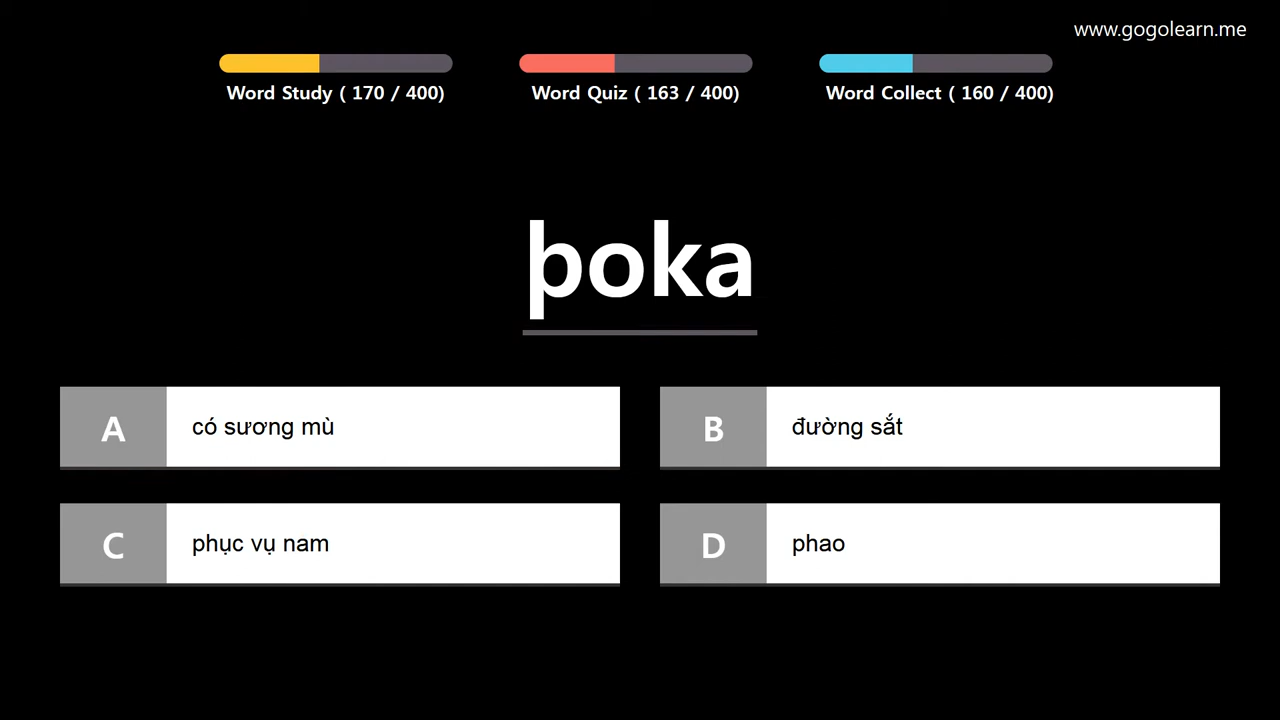 www.gogolearn.me
Word Study ( 170 / 400)
Word Quiz ( 163 / 400)
Word Collect ( 160 / 400)
þoka
A có sương mù
B đường sắt
C phục vụ nam
D phao